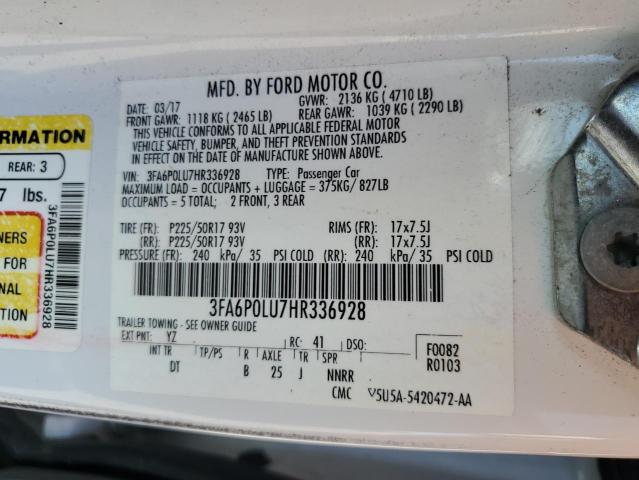 MFD. BY FORD MOTOR CO.
DATE: 03/17 GVWR: 2136 KG ( 4710 LB)
FRONT GAWR: 1118 KG ( 2465 LB) REAR GAWR: 1039 KG ( 2290 LB)
THIS VEHICLE CONFORMS TO ALL APPLICABLE FEDERAL MOTOR
VEHICLE SAFETY, BUMPER, AND THEFT PREVENTION STANDARDS
IN EFFECT ON THE DATE OF MANUFACTURE SHOWN ABOVE.
VIN: 3FA6P0LU7HR336928 TYPE: Passenger Car
MAXIMUM LOAD = OCCUPANTS + LUGGAGE = 375KG/ 827LB
OCCUPANTS = 5 TOTAL; 2 FRONT, 3 REAR
TIRE (FR): P225/50R17 93V RIMS (FR): 17x7.5J
(RR): P225/50R17 93V (RR): 17x7.5J
PRESSURE (FR): 240 kPa/ 35 PSI COLD (RR): 240 kPa/ 35 PSI COLD
3FA6P0LU7HR336928
TRAILER TOWING - SEE OWNER GUIDE
EXT PNT: YZ RC: 41 DSO:
INT TR TP/PS R AXLE TR SPR
DT B 25 J NNRR
F0082
R0103
CMC V5U5A-5420472-AA
ORMATION
REAR: 3
7 lbs.
NERS
FOR
3FA6P0LU7HR336928